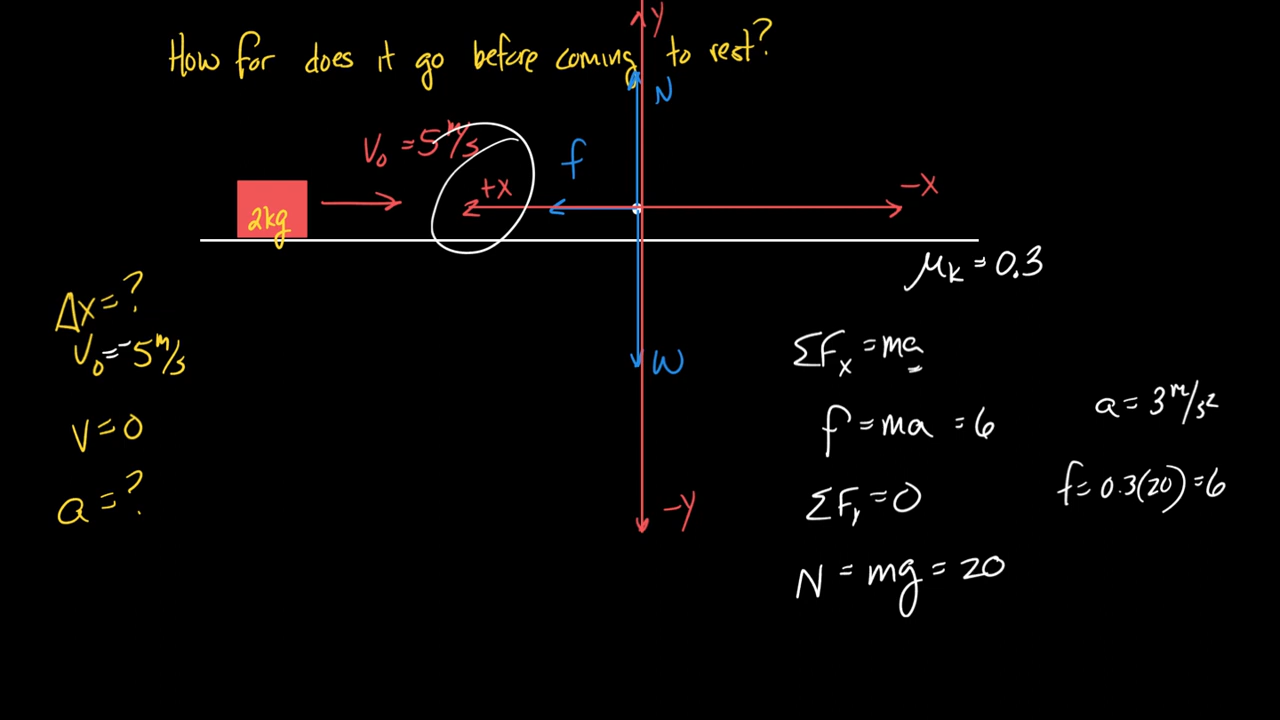 How for does it go before coming to rest?
y
N
V₀ = 5 m/s
f
+x
-x
2kg
μk = 0.3
Δx = ?
V₀ = -5 m/s
V = 0
a = ?
W
-y
ΣFx = ma
f = ma = 6
ΣFy = 0
N = mg = 20
a = 3 m/s²
f = 0.3(20) = 6